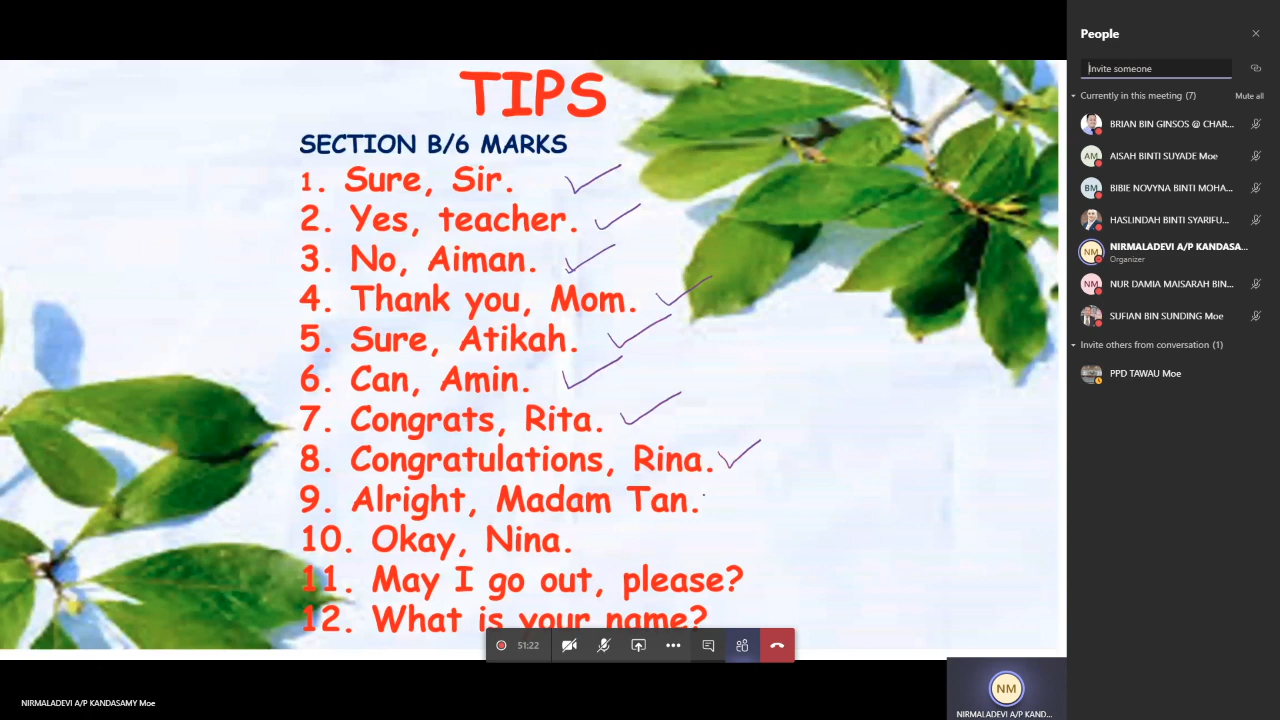 TIPS
SECTION B/6 MARKS
1. Sure, Sir.
2. Yes, teacher.
3. No, Aiman.
4. Thank you, Mom.
5. Sure, Atikah.
6. Can, Amin.
7. Congrats, Rita.
8. Congratulations, Rina.
9. Alright, Madam Tan.
10. Okay, Nina.
11. May I go out, please?
12. What is your name?
51:22
NIRMALADEVI A/P KANDASAMY Moe
NM
NIRMALADEVI A/P KAND...
People
Invite someone
Currently in this meeting (7)
Mute all
BRIAN BIN GINSOS @ CHAR...
AM
AISAH BINTI SUYADE Moe
BM
BIBIE NOVYNA BINTI MOHA...
HASLINDAH BINTI SYARIFU...
NM
NIRMALADEVI A/P KANDASA...
Organizer
NM
NUR DAMIA MAISARAH BIN...
SUFIAN BIN SUNDING Moe
Invite others from conversation (1)
PPD TAWAU Moe